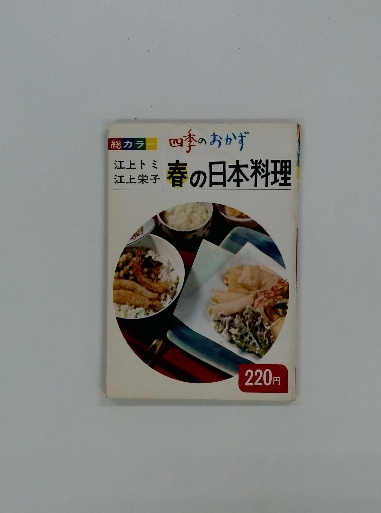 総カラー
四季のおかず
江上トミ
江上栄子
春の日本料理
220円